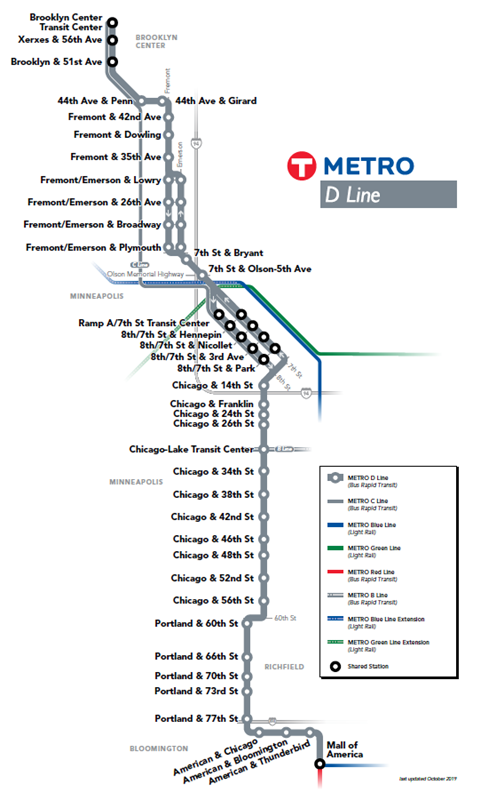 Brooklyn Center
Transit Center
Xerxes & 56th Ave
BROOKLYN
CENTER
Brooklyn & 51st Ave
Fremont
44th Ave & Penn
44th Ave & Girard
Fremont & 42nd Ave
Fremont & Dowling
94
Emerson
Fremont & 35th Ave
T METRO
D Line
Fremont/Emerson & Lowry
Fremont/Emerson & 26th Ave
Fremont/Emerson & Broadway
Fremont/Emerson & Plymouth
7th St & Bryant
C Line
7th St & Olson-5th Ave
Olson Memorial Highway
MINNEAPOLIS
Ramp A/7th St Transit Center
8th/7th St & Hennepin
8th/7th St & Nicollet
8th/7th St & 3rd Ave
8th/7th St & Park
7th St
8th St
Chicago & 14th St
94
Chicago & Franklin
Chicago & 24th St
Chicago & 26th St
Chicago-Lake Transit Center
B Line
Chicago & 34th St
MINNEAPOLIS
Chicago & 38th St
Chicago & 42nd St
Chicago & 46th St
Chicago & 48th St
Chicago & 52nd St
Chicago & 56th St
Portland & 60th St
60th St
Portland & 66th St
RICHFIELD
Portland & 70th St
Portland & 73rd St
Portland & 77th St
BLOOMINGTON
American & Chicago
American & Bloomington
American & Thunderbird
Mall of
America
METRO D Line
(Bus Rapid Transit)
METRO C Line
(Bus Rapid Transit)
METRO Blue Line
(Light Rail)
METRO Green Line
(Light Rail)
METRO Red Line
(Bus Rapid Transit)
METRO B Line
(Bus Rapid Transit)
METRO Blue Line Extension
(Light Rail)
METRO Green Line Extension
(Light Rail)
Shared Station
last updated October 2019